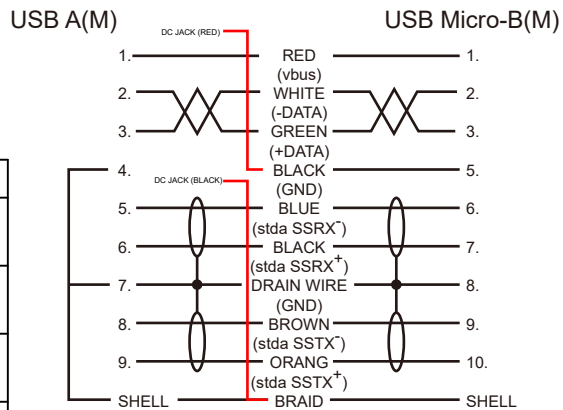 USB A(M) USB Micro-B(M)
DC JACK (RED)
1. RED 1.
(vbus)
2. WHITE 2.
(-DATA)
3. GREEN 3.
(+DATA)
4. BLACK 5.
DC JACK (BLACK)
(GND)
5. BLUE 6.
(stda SSRX-)
6. BLACK 7.
(stda SSRX+)
7. DRAIN WIRE 8.
(GND)
8. BROWN 9.
(stda SSTX-)
9. ORANG 10.
(stda SSTX+)
SHELL BRAID SHELL